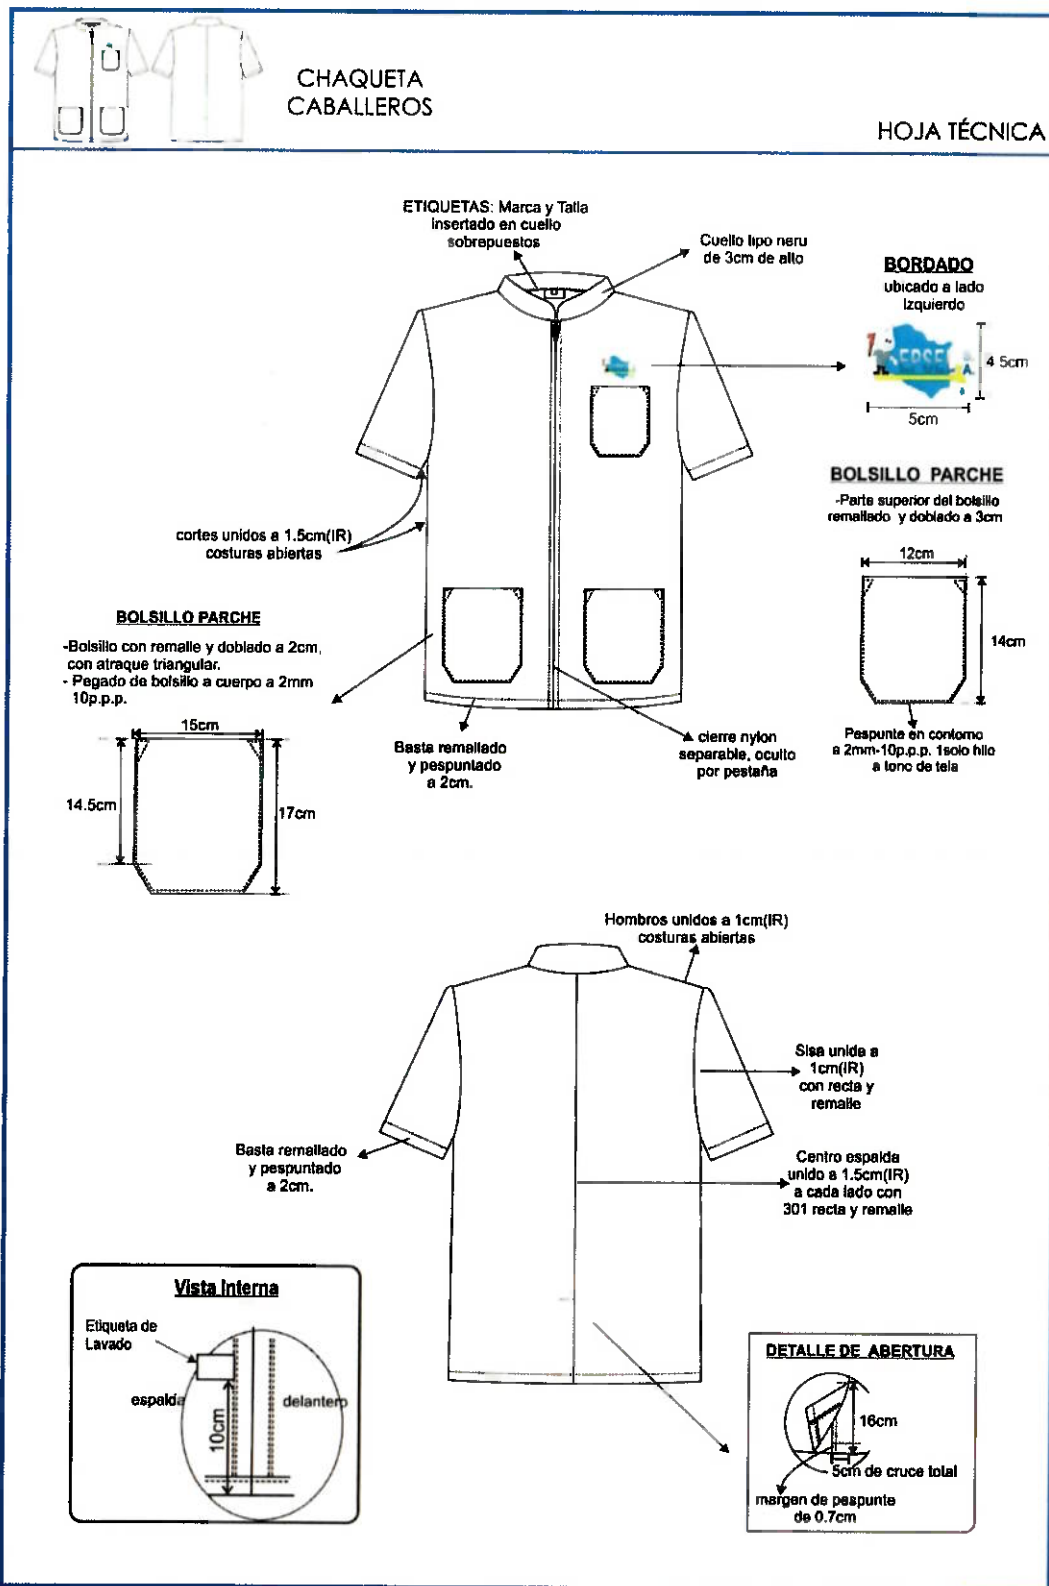 CHAQUETA
CABALLEROS
HOJA TÉCNICA
ETIQUETAS: Marca y Talla
insertado en cuello
sobrepuestos
Cuello tipo neru
de 3cm de alto
BORDADO
ubicado a lado
Izquierdo
EPSEL
S.
A.
4 5cm
5cm
BOLSILLO PARCHE
-Parte superior del bolsillo
remallado y doblado a 3cm
12cm
14cm
Pespunte en contorno
a 2mm-10p.p.p. 1solo hilo
a tono de tela
cortes unidos a 1.5cm(IR)
costuras abiertas
BOLSILLO PARCHE
-Bolsillo con remalle y doblado a 2cm,
con atraque triangular.
- Pegado de bolsillo a cuerpo a 2mm
10p.p.p.
15cm
14.5cm
17cm
Basta remallado
y pespuntado
a 2cm.
cierre nylon
separable, oculto
por pestaña
Hombros unidos a 1cm(IR)
costuras abiertas
Sisa unida a
1cm(IR)
con recta y
remalle
Basta remallado
y pespuntado
a 2cm.
Centro espalda
unido a 1.5cm(IR)
a cada lado con
301 recta y remalle
Vista Interna
Etiqueta de
Lavado
espalda
delantero
10cm
DETALLE DE ABERTURA
16cm
5cm de cruce total
margen de pespunte
de 0.7cm